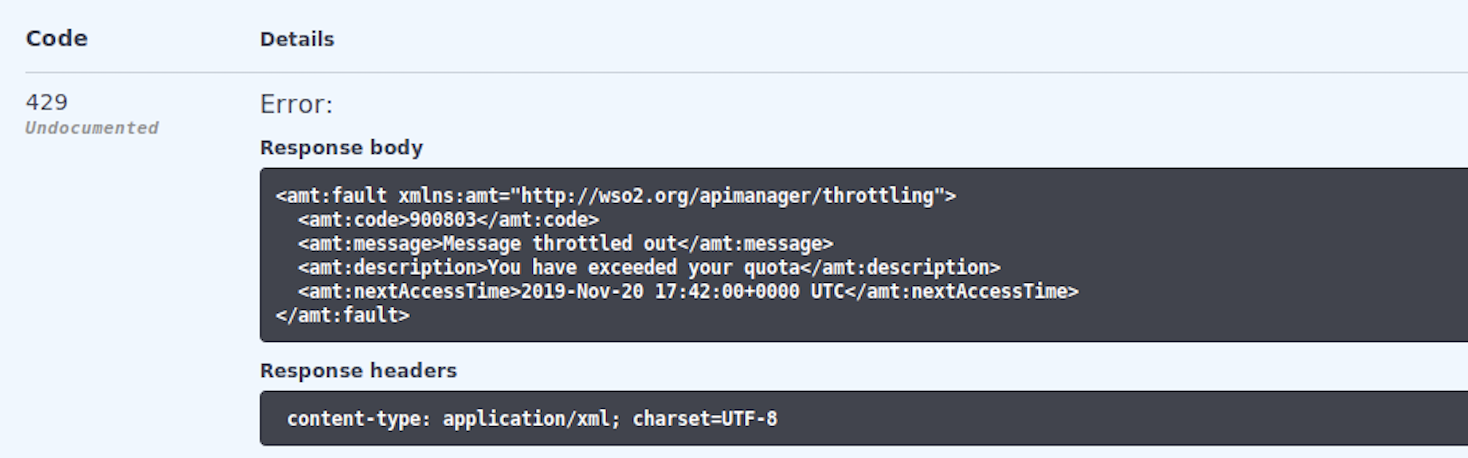 Code Details
429 Error:
Undocumented
Response body
<amt:fault xmlns:amt="http://wso2.org/apimanager/throttling">
  <amt:code>900803</amt:code>
  <amt:message>Message throttled out</amt:message>
  <amt:description>You have exceeded your quota</amt:description>
  <amt:nextAccessTime>2019-Nov-20 17:42:00+0000 UTC</amt:nextAccessTime>
</amt:fault>
Response headers
content-type: application/xml; charset=UTF-8